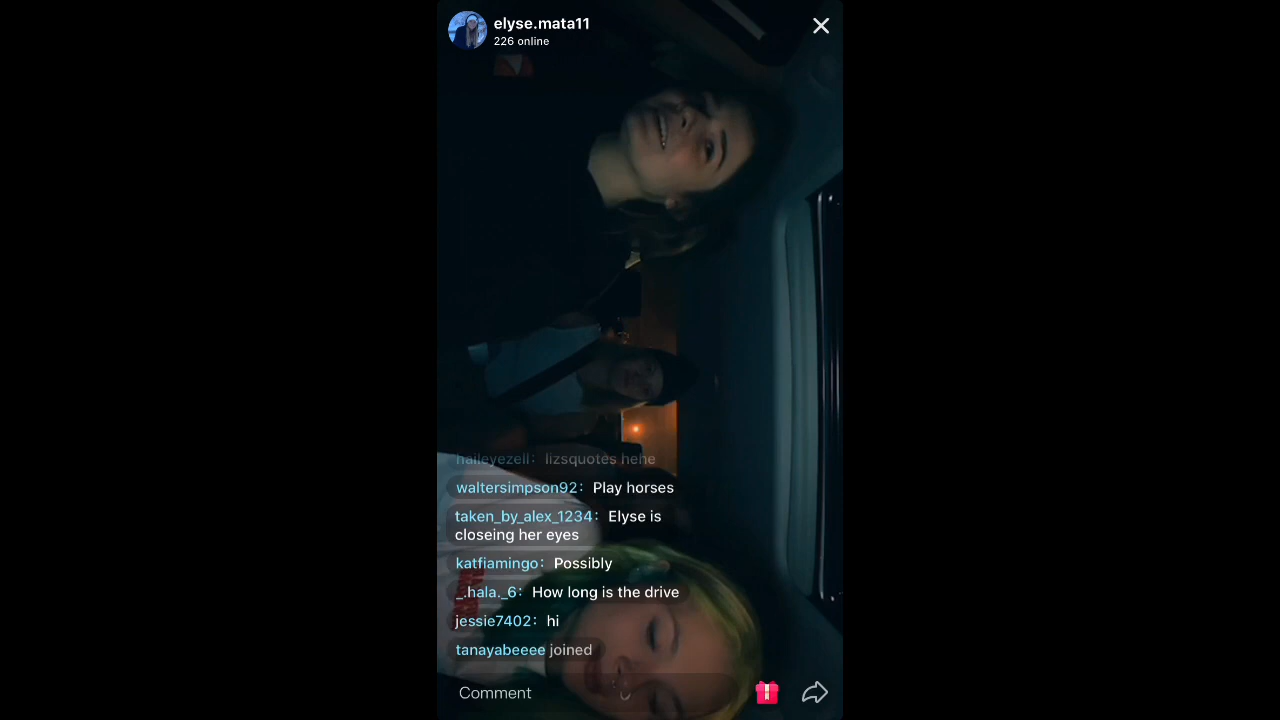 elyse.mata11
226 online
haileyezell: lizsquotes hehe
waltersimpson92: Play horses
taken_by_alex_1234: Elyse is
closeing her eyes
katfiamingo: Possibly
_.hala._6: How long is the drive
jessie7402: hi
tanayabeeee joined
Comment